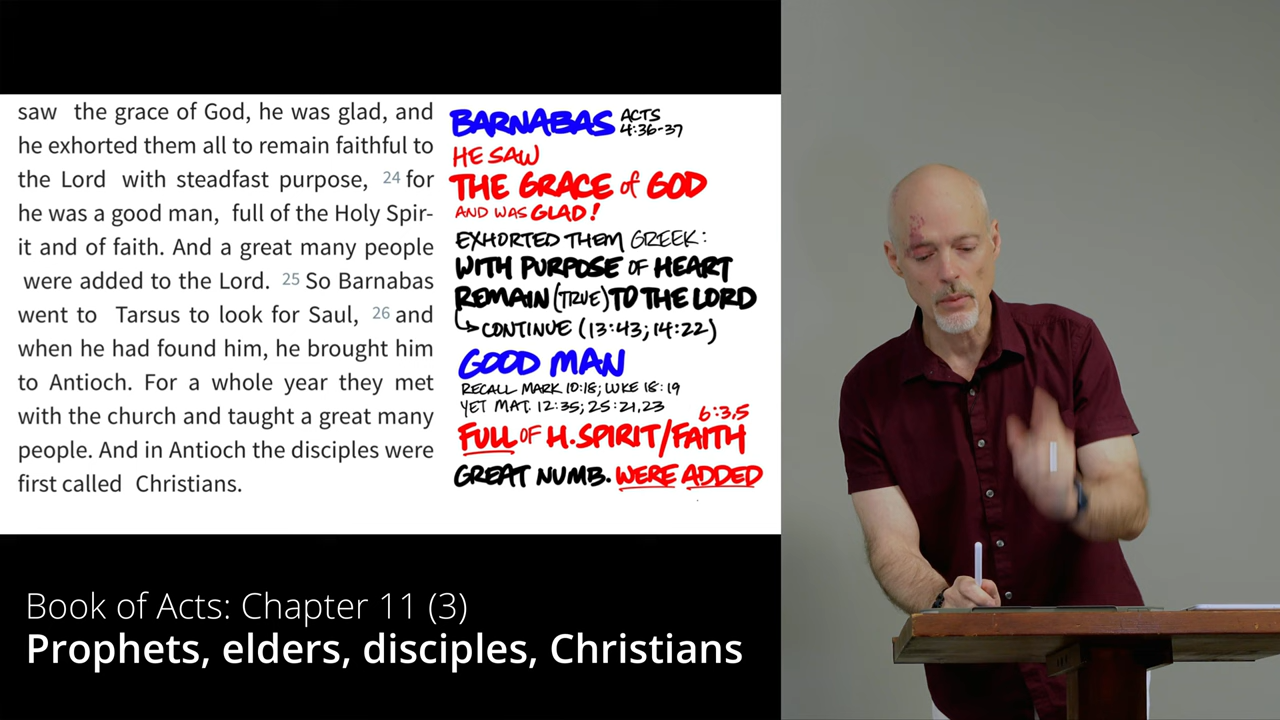 saw the grace of God, he was glad, and
he exhorted them all to remain faithful to
the Lord with steadfast purpose, 24 for
he was a good man, full of the Holy Spir-
it and of faith. And a great many people
were added to the Lord. 25 So Barnabas
went to Tarsus to look for Saul, 26 and
when he had found him, he brought him
to Antioch. For a whole year they met
with the church and taught a great many
people. And in Antioch the disciples were
first called Christians.
BARNABAS ACTS 4:36-37
HE SAW
THE GRACE of GOD
AND WAS GLAD!
EXHORTED THEM GREEK:
WITH PURPOSE OF HEART
REMAIN (TRUE) TO THE LORD
CONTINUE (13:43; 14:22)
GOOD MAN
RECALL MARK 10:18; LUKE 18:19
YET MAT. 12:35; 25:21,23
6:3,5
FULL OF H.SPIRIT/FAITH
GREAT NUMB. WERE ADDED
Book of Acts: Chapter 11 (3)
Prophets, elders, disciples, Christians